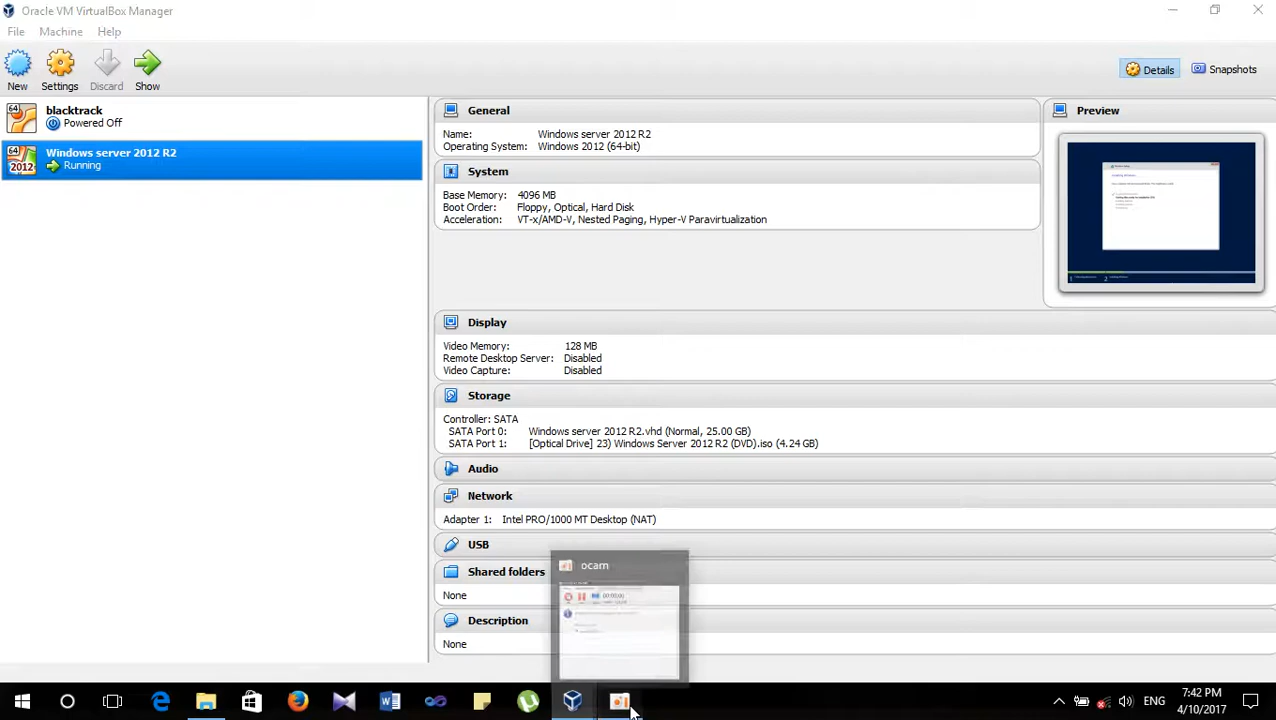 Oracle VM VirtualBox Manager
File Machine Help
New Settings Discard Show
Details Snapshots
64 blacktrack
Powered Off
64 2012 Windows server 2012 R2
Running
General
Name: Windows server 2012 R2
Operating System: Windows 2012 (64-bit)
System
Base Memory: 4096 MB
Boot Order: Floppy, Optical, Hard Disk
Acceleration: VT-x/AMD-V, Nested Paging, Hyper-V Paravirtualization
Preview
Display
Video Memory: 128 MB
Remote Desktop Server: Disabled
Video Capture: Disabled
Storage
Controller: SATA
SATA Port 0: Windows server 2012 R2.vhd (Normal, 25.00 GB)
SATA Port 1: [Optical Drive] 23) Windows Server 2012 R2 (DVD).iso (4.24 GB)
Audio
Network
Adapter 1: Intel PRO/1000 MT Desktop (NAT)
USB
Shared folders
None
Description
None
ocam
00:00:00
ENG
7:42 PM
4/10/2017